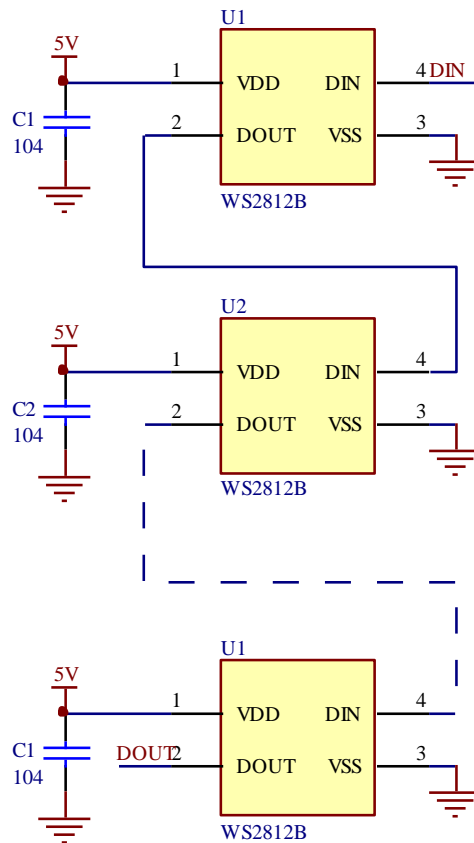 U1
5V
1 VDD DIN 4 DIN
C1
104
2 DOUT VSS 3
WS2812B
U2
5V
1 VDD DIN 4
C2
104
2 DOUT VSS 3
WS2812B
U1
5V
1 VDD DIN 4
C1
104
DOUT 2 DOUT VSS 3
WS2812B